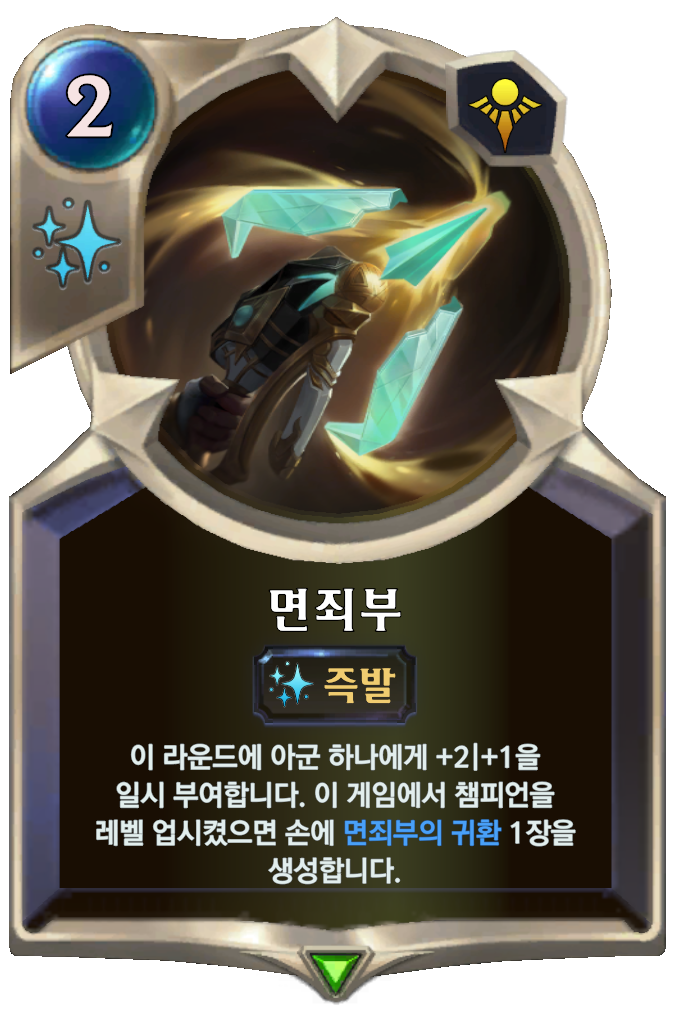 2
면죄부
즉발
이 라운드에 아군 하나에게 +2|+1을
일시 부여합니다. 이 게임에서 챔피언을
레벨 업시켰으면 손에 면죄부의 귀환 1장을
생성합니다.